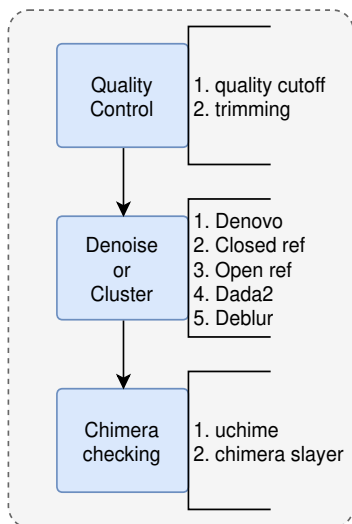 Quality
Control
1. quality cutoff
2. trimming
Denoise
or
Cluster
1. Denovo
2. Closed ref
3. Open ref
4. Dada2
5. Deblur
Chimera
checking
1. uchime
2. chimera slayer